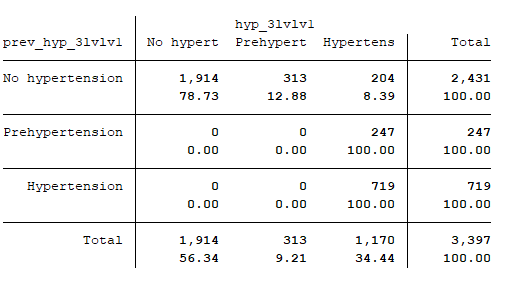 hyp_3lvlvl
prev_hyp_3lvlvl No hypert Prehypert Hypertens Total
No hypertension 1,914 313 204 2,431
78.73 12.88 8.39 100.00
Prehypertension 0 0 247 247
0.00 0.00 100.00 100.00
Hypertension 0 0 719 719
0.00 0.00 100.00 100.00
Total 1,914 313 1,170 3,397
56.34 9.21 34.44 100.00